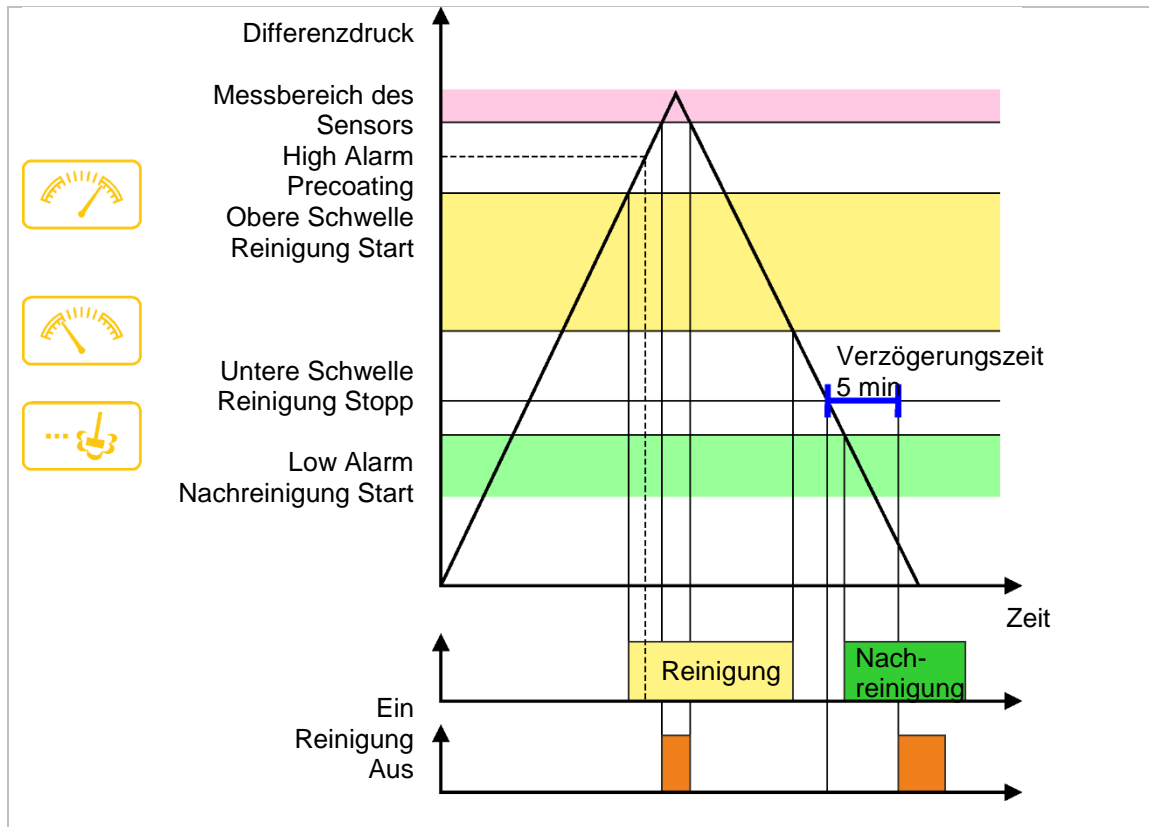 Differenzdruck
Messbereich des
Sensors
High Alarm
Precoating
Obere Schwelle
Reinigung Start
Untere Schwelle
Reinigung Stopp
Low Alarm
Nachreinigung Start
Verzögerungszeit
5 min
Zeit
Reinigung
Nach-
reinigung
Ein
Reinigung
Aus